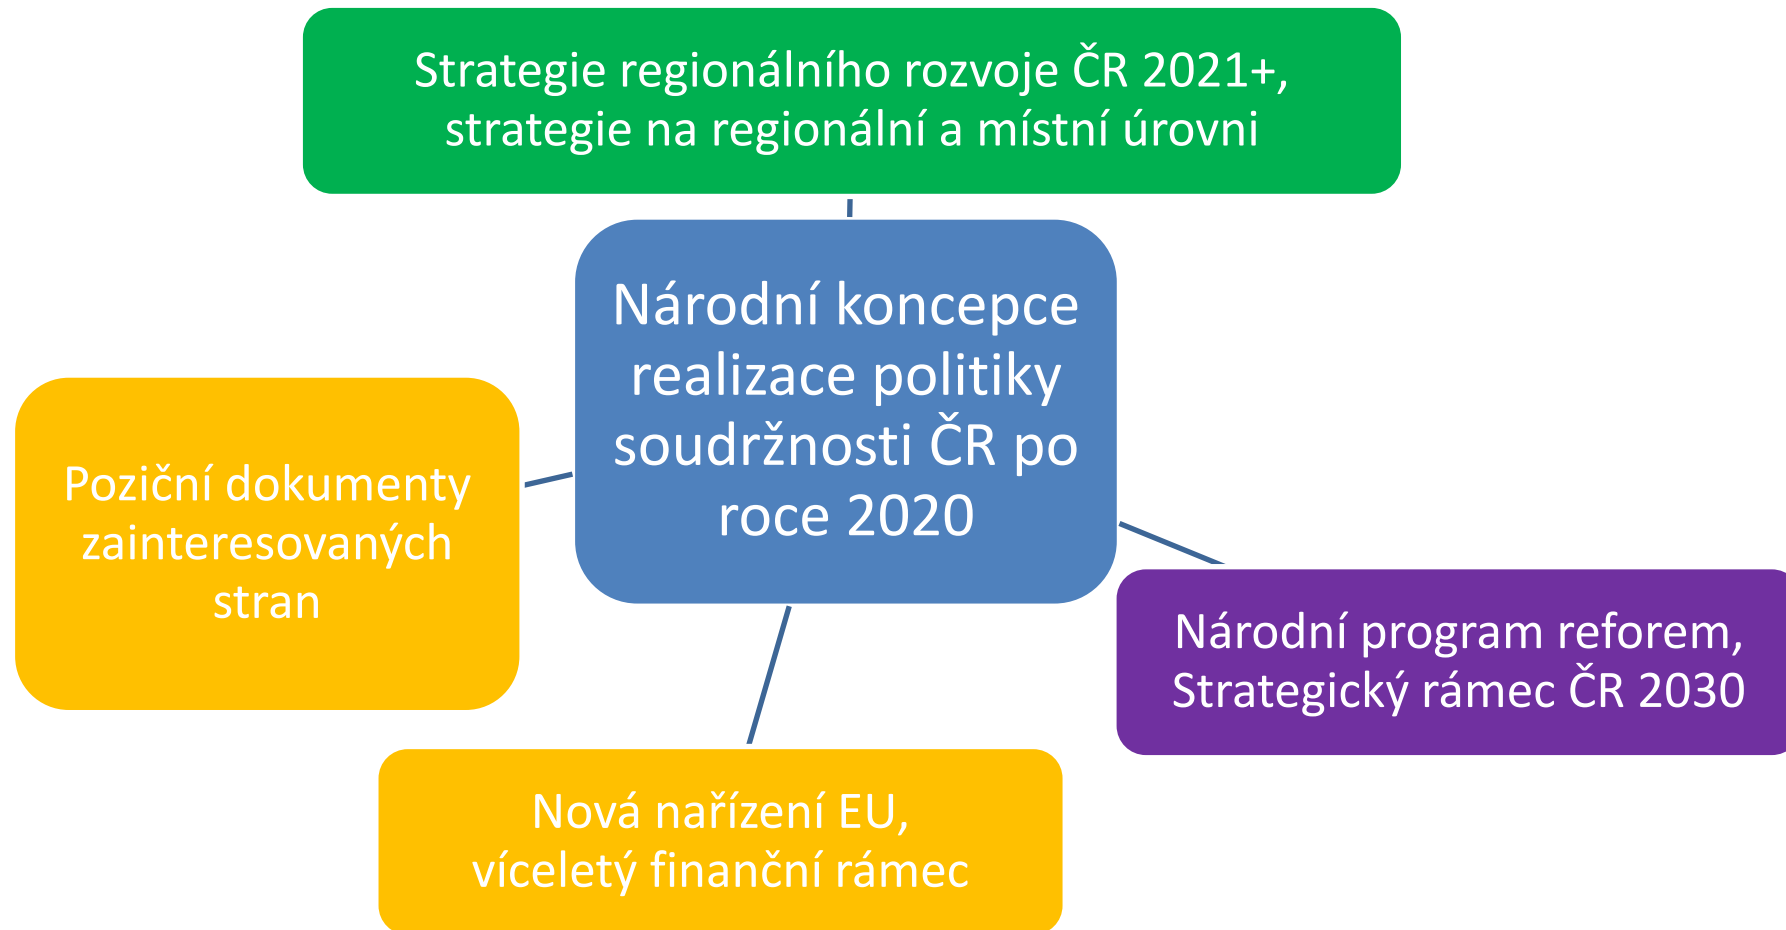 Strategie regionálního rozvoje ČR 2021+,
strategie na regionální a místní úrovni
Národní koncepce
realizace politiky
soudržnosti ČR po
roce 2020
Poziční dokumenty
zainteresovaných
stran
Národní program reforem,
Strategický rámec ČR 2030
Nová nařízení EU,
víceletý finanční rámec